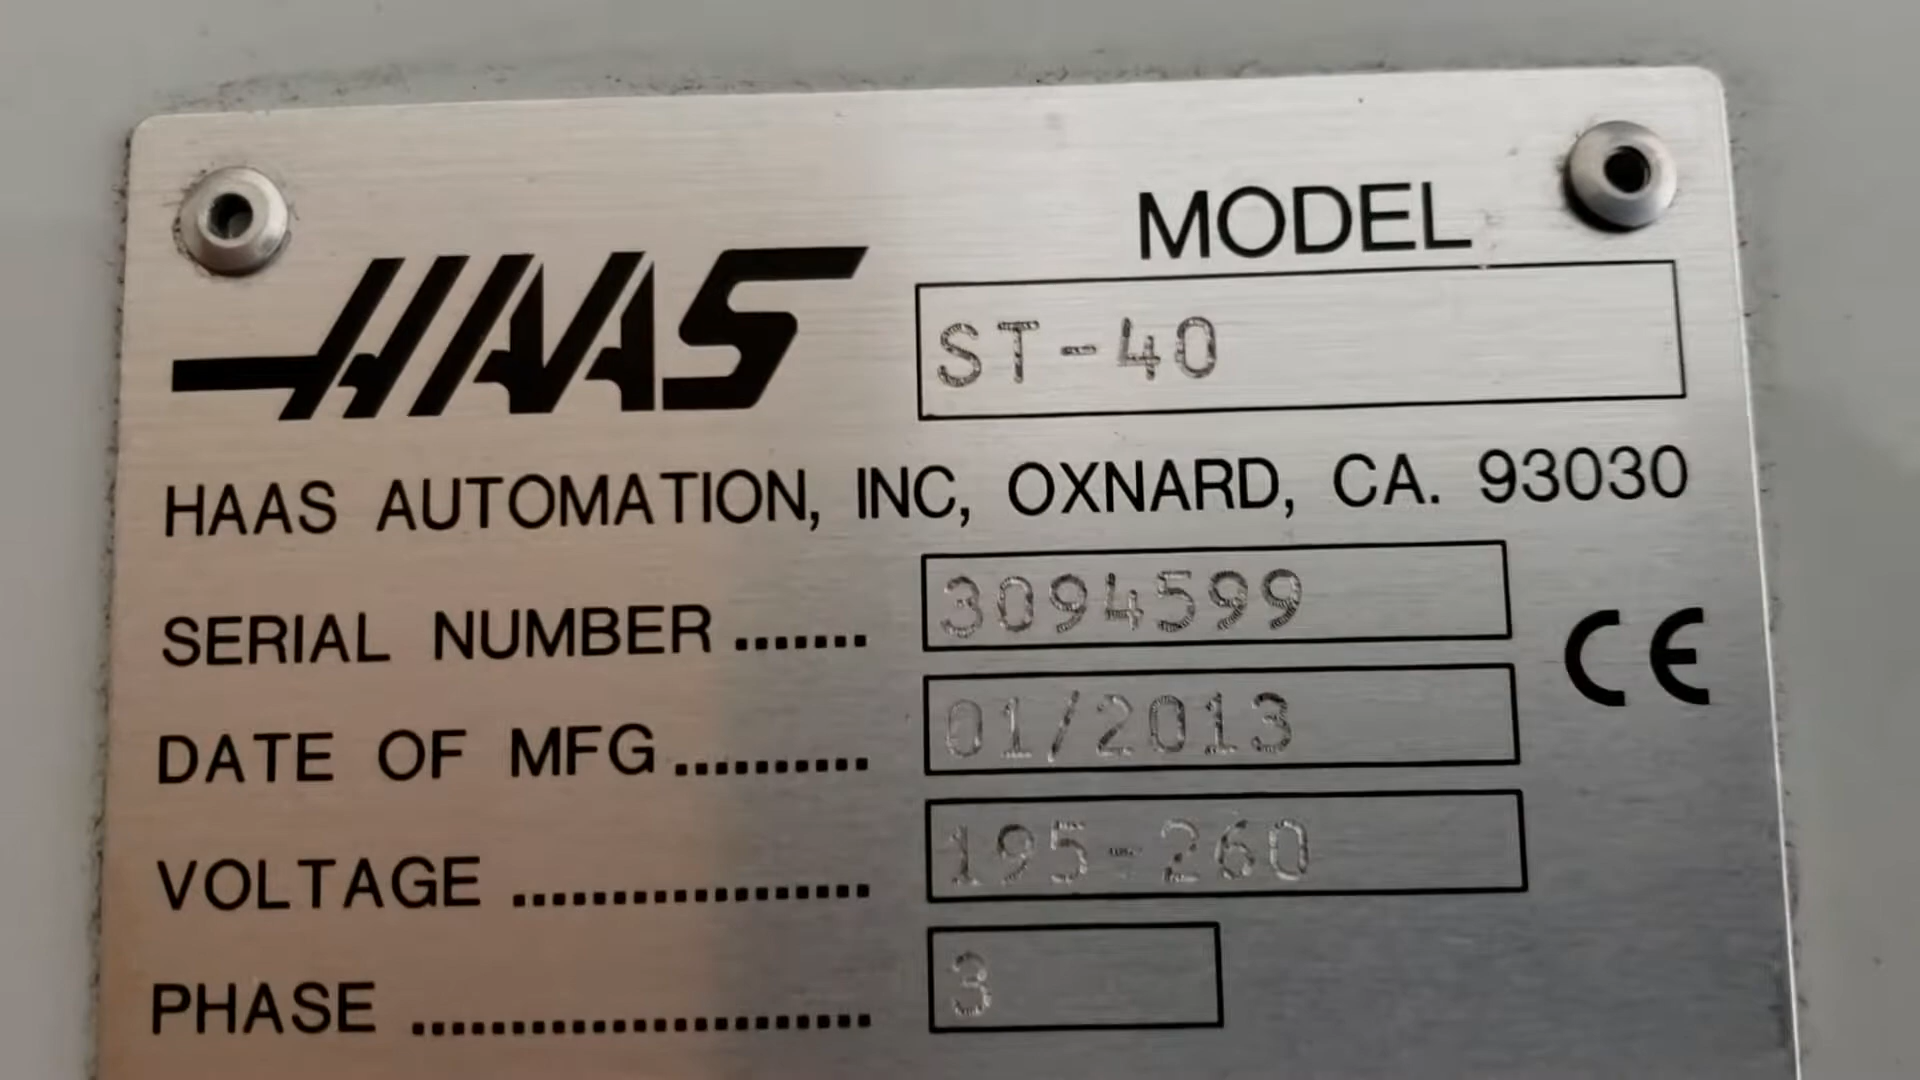 HAAS
MODEL
ST-40
HAAS AUTOMATION, INC, OXNARD, CA. 93030
SERIAL NUMBER ....... 3094599
DATE OF MFG .......... 01/2013
VOLTAGE .................. 195-260
PHASE ....................... 3
CE